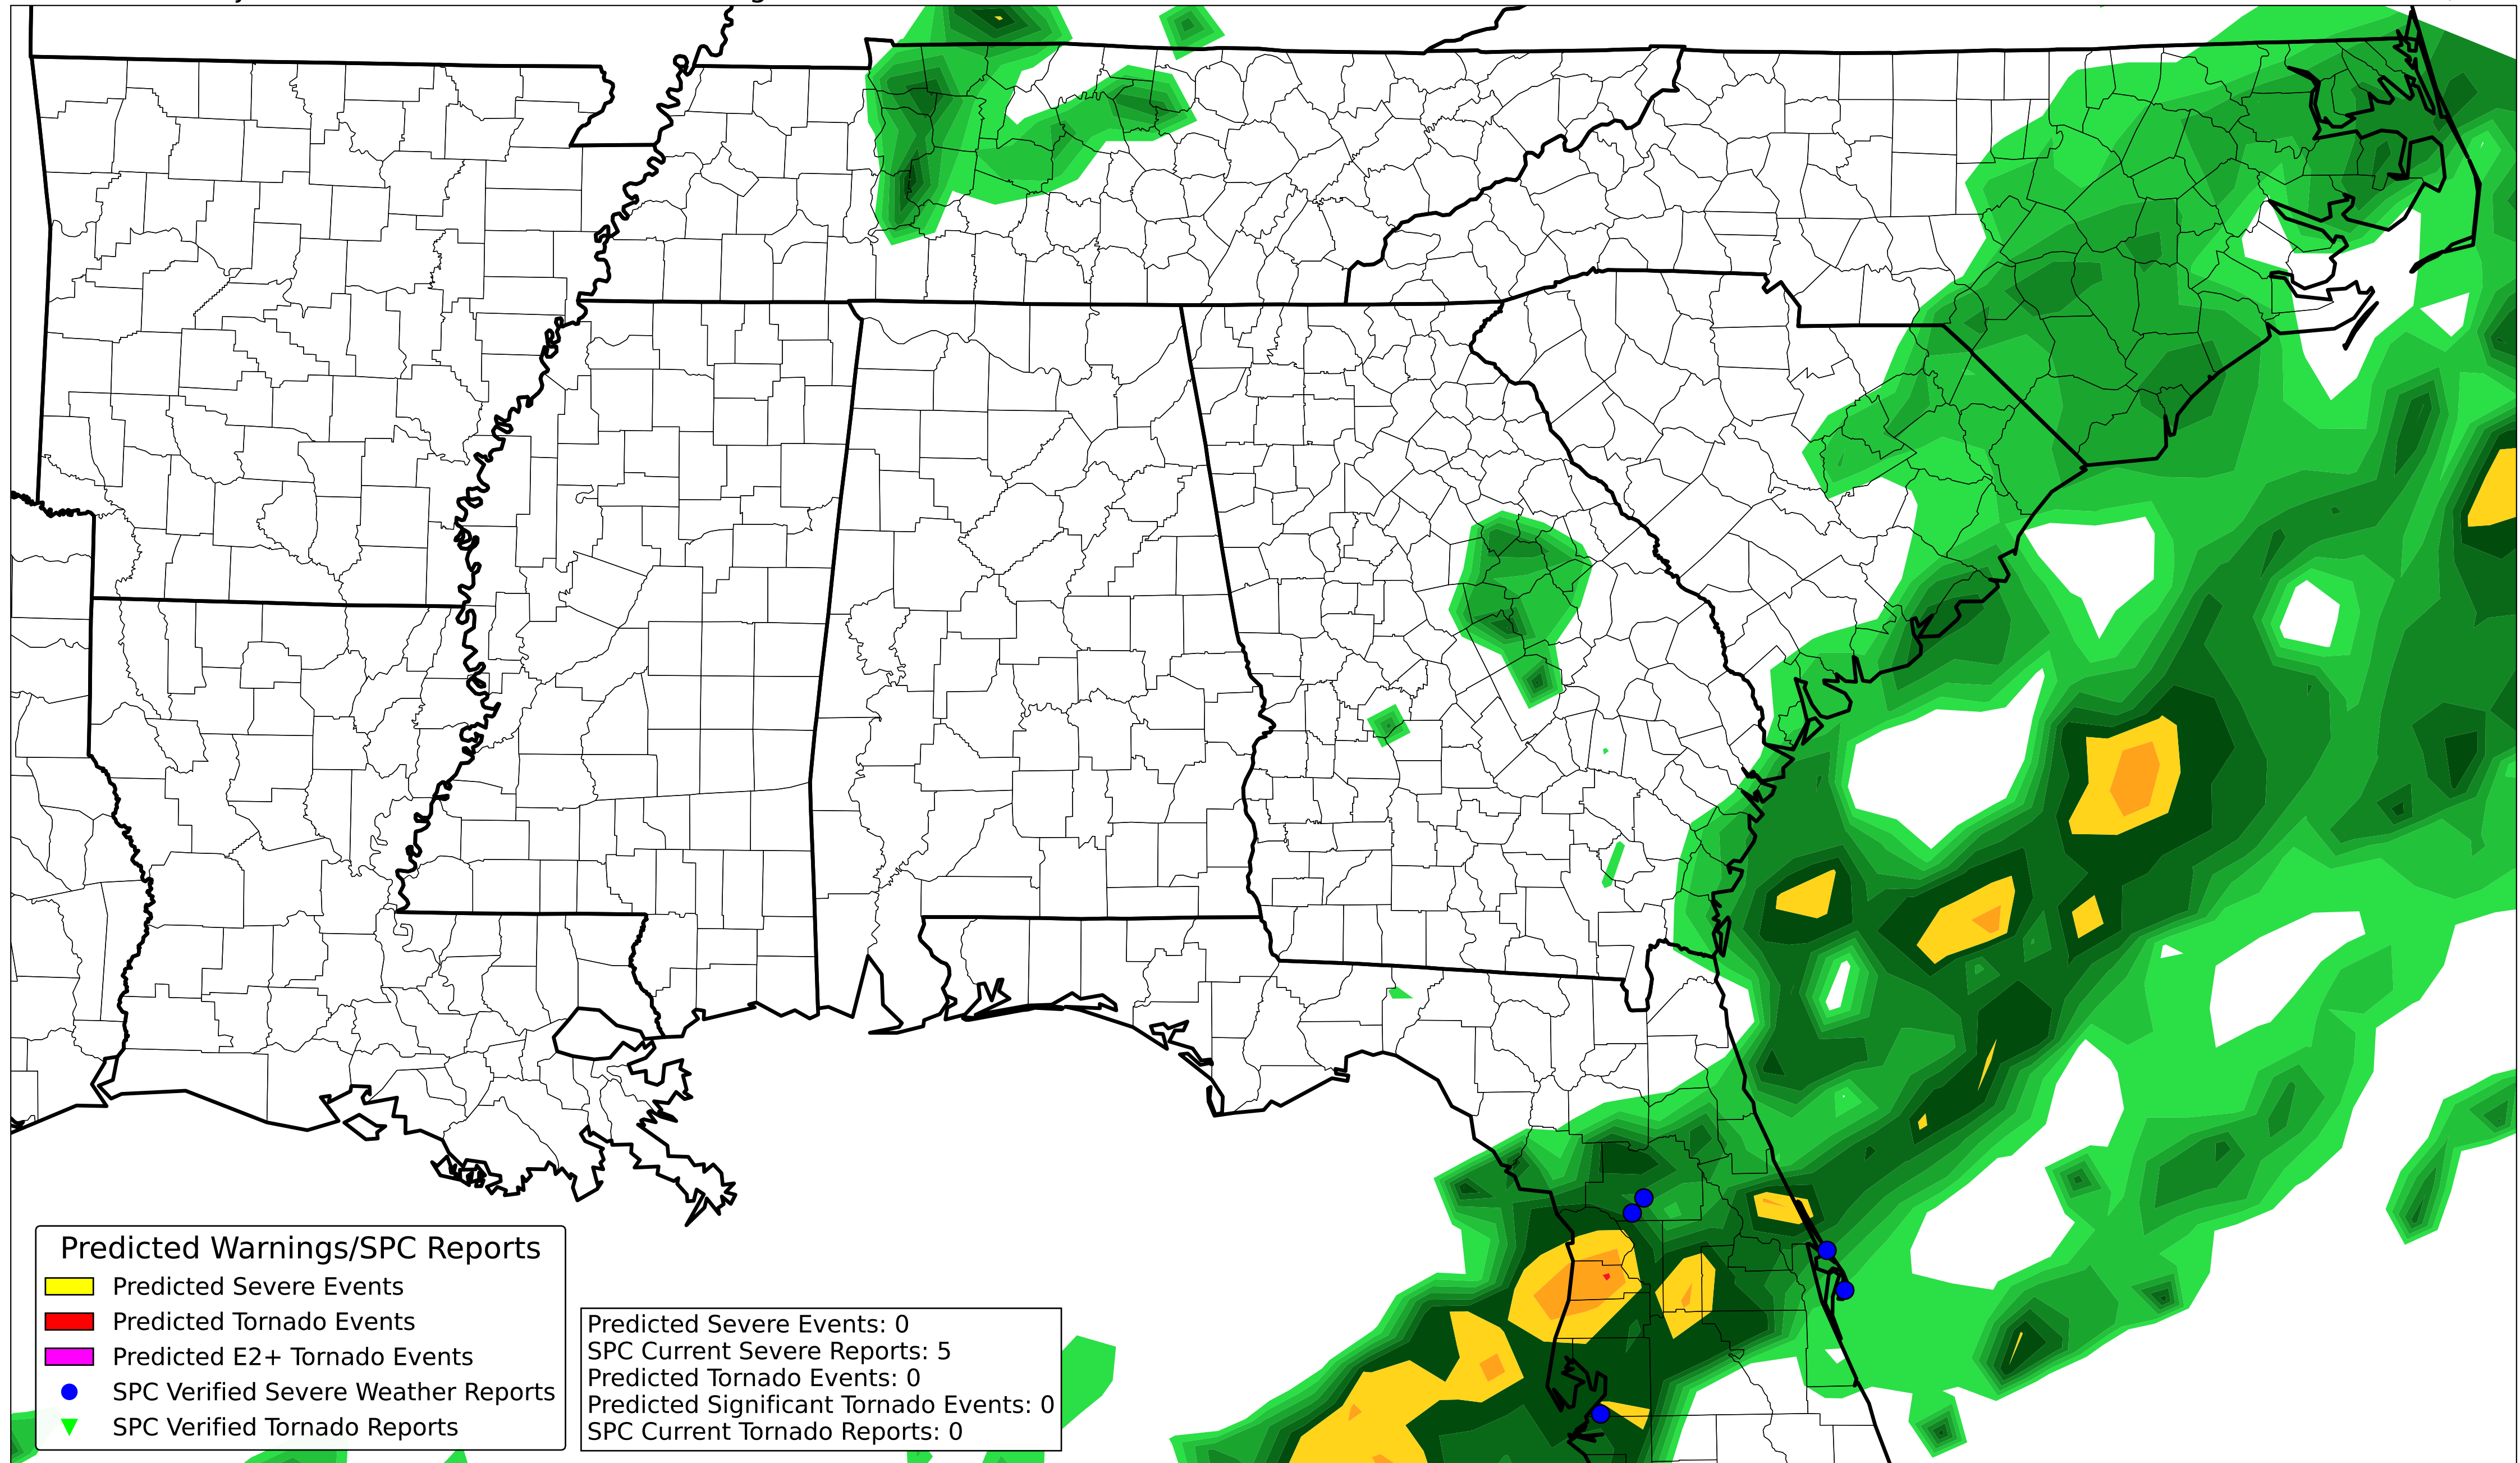 Predicted Warnings/SPC Reports
Predicted Severe Events
Predicted Tornado Events
Predicted E2+ Tornado Events
SPC Verified Severe Weather Reports
SPC Verified Tornado Reports
Predicted Severe Events: 0
SPC Current Severe Reports: 5
Predicted Tornado Events: 0
Predicted Significant Tornado Events: 0
SPC Current Tornado Reports: 0